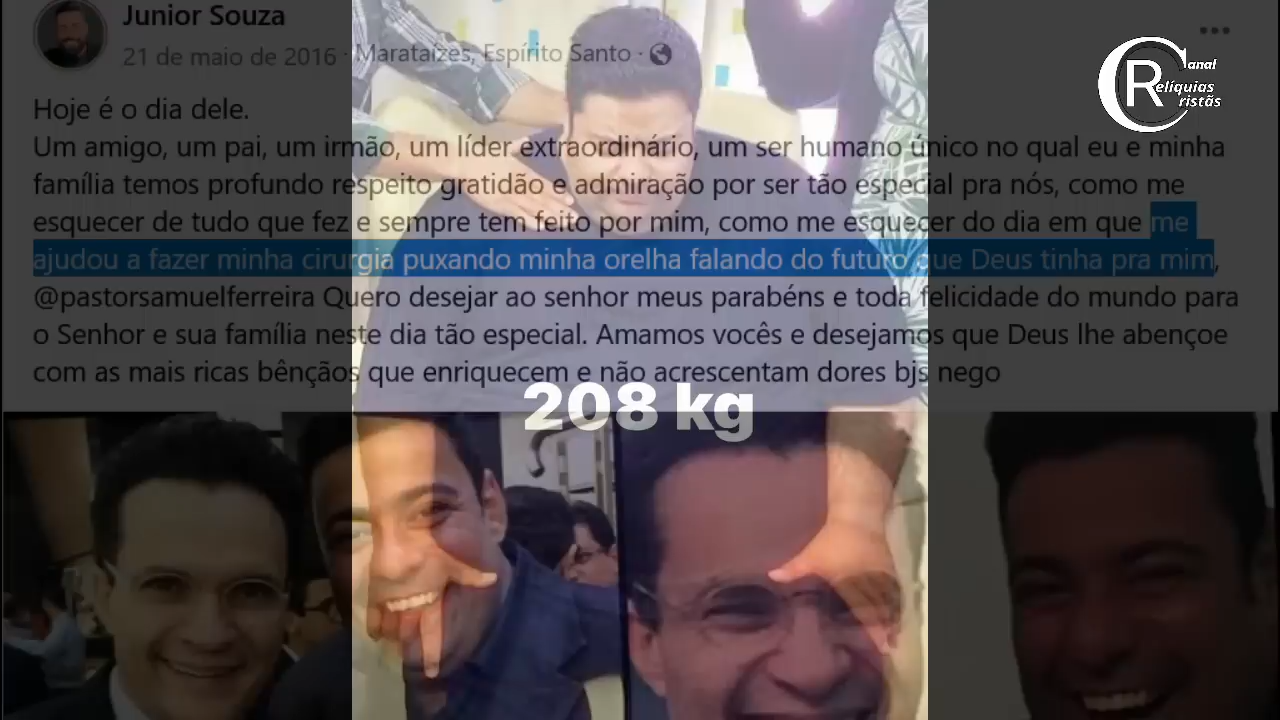 Junior Souza
21 de maio de 2016 · Marataízes, Espírito Santo ·
Canal
Relíquias
Cristãs
Hoje é o dia dele.
Um amigo, um pai, um irmão, um líder extraordinário, um ser humano único no qual eu e minha
família temos profundo respeito gratidão e admiração por ser tão especial pra nós, como me
esquecer de tudo que fez e sempre tem feito por mim, como me esquecer do dia em que me
ajudou a fazer minha cirurgia puxando minha orelha falando do futuro que Deus tinha pra mim,
@pastorsamuelferreira Quero desejar ao senhor meus parabéns e toda felicidade do mundo para
o Senhor e sua família neste dia tão especial. Amamos vocês e desejamos que Deus lhe abençoe
com as mais ricas bênçãos que enriquecem e não acrescentam dores bjs nego
208 kg